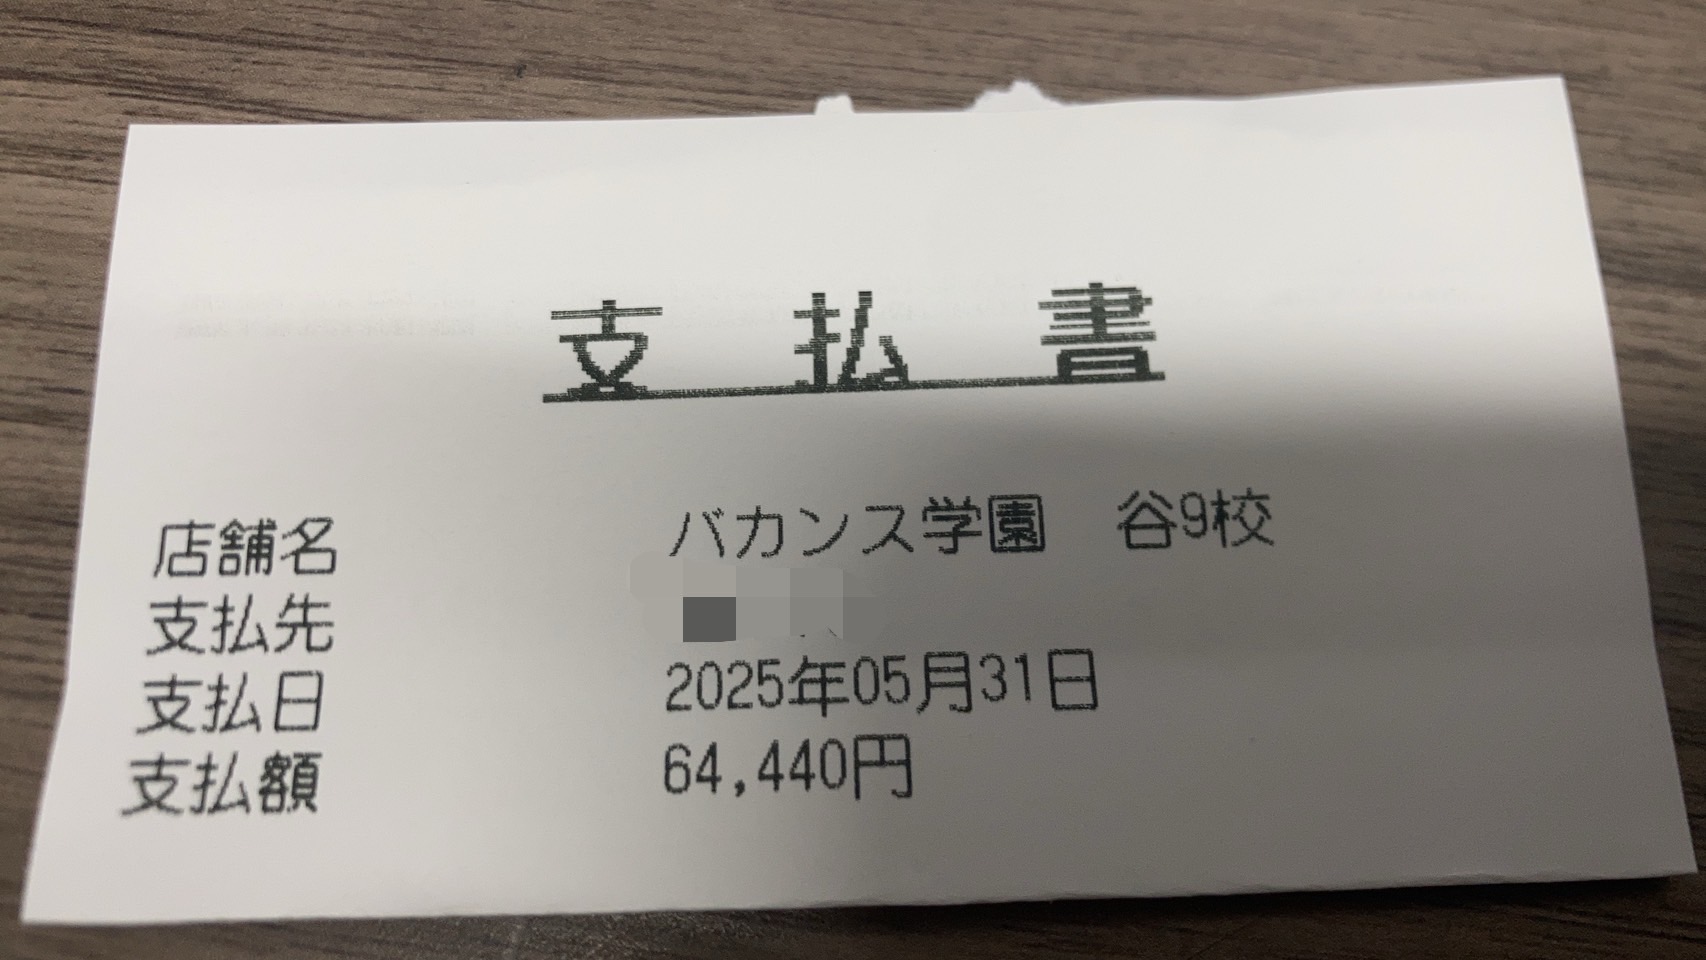 支払書
店舗名 バカンス学園 谷9校
支払先
支払日 2025年05月31日
支払額 64,440円